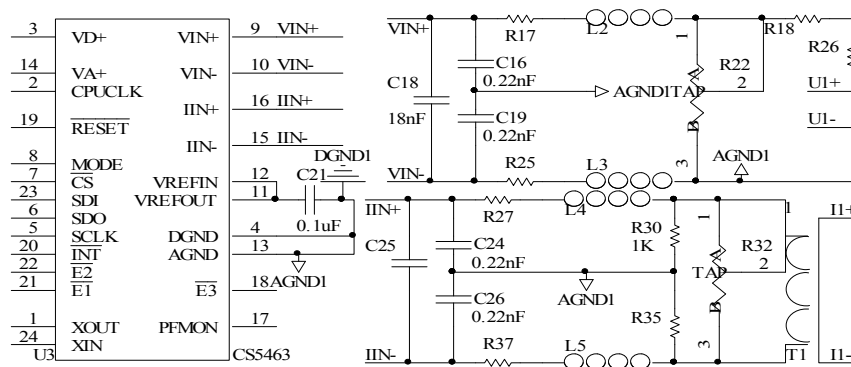 3 VD+ VIN+ 9 VIN+
14 VA+ VIN- 10 VIN-
2 CPUCLK
IIN+ 16 IIN+
19 RESET
IIN- 15 IIN-
8 MODE
7 CS VREFIN 12
23 SDI VREFOUT 11
6 SDO
5 SCLK DGND 4
20 INT AGND 13
22 E2
21 E1 E3 18
1 XOUT PFMON 17
24 XIN
U3 CS5463
C21
0.1uF
DGND1
AGND1
VIN+ R17 L2 1 R18
R26
C16
0.22nF
C18
18nF
AGND1
TAP
A
B
R22
2
U1+
U1-
C19
0.22nF
VIN- R25 L3 3 AGND1
IIN+ R27 L4 1 1 I1+
C25
C24
0.22nF
R30
1K
A
TAP
B
R32
2
AGND1
C26
0.22nF
R35
IIN- R37 L5 3 T1 I1-